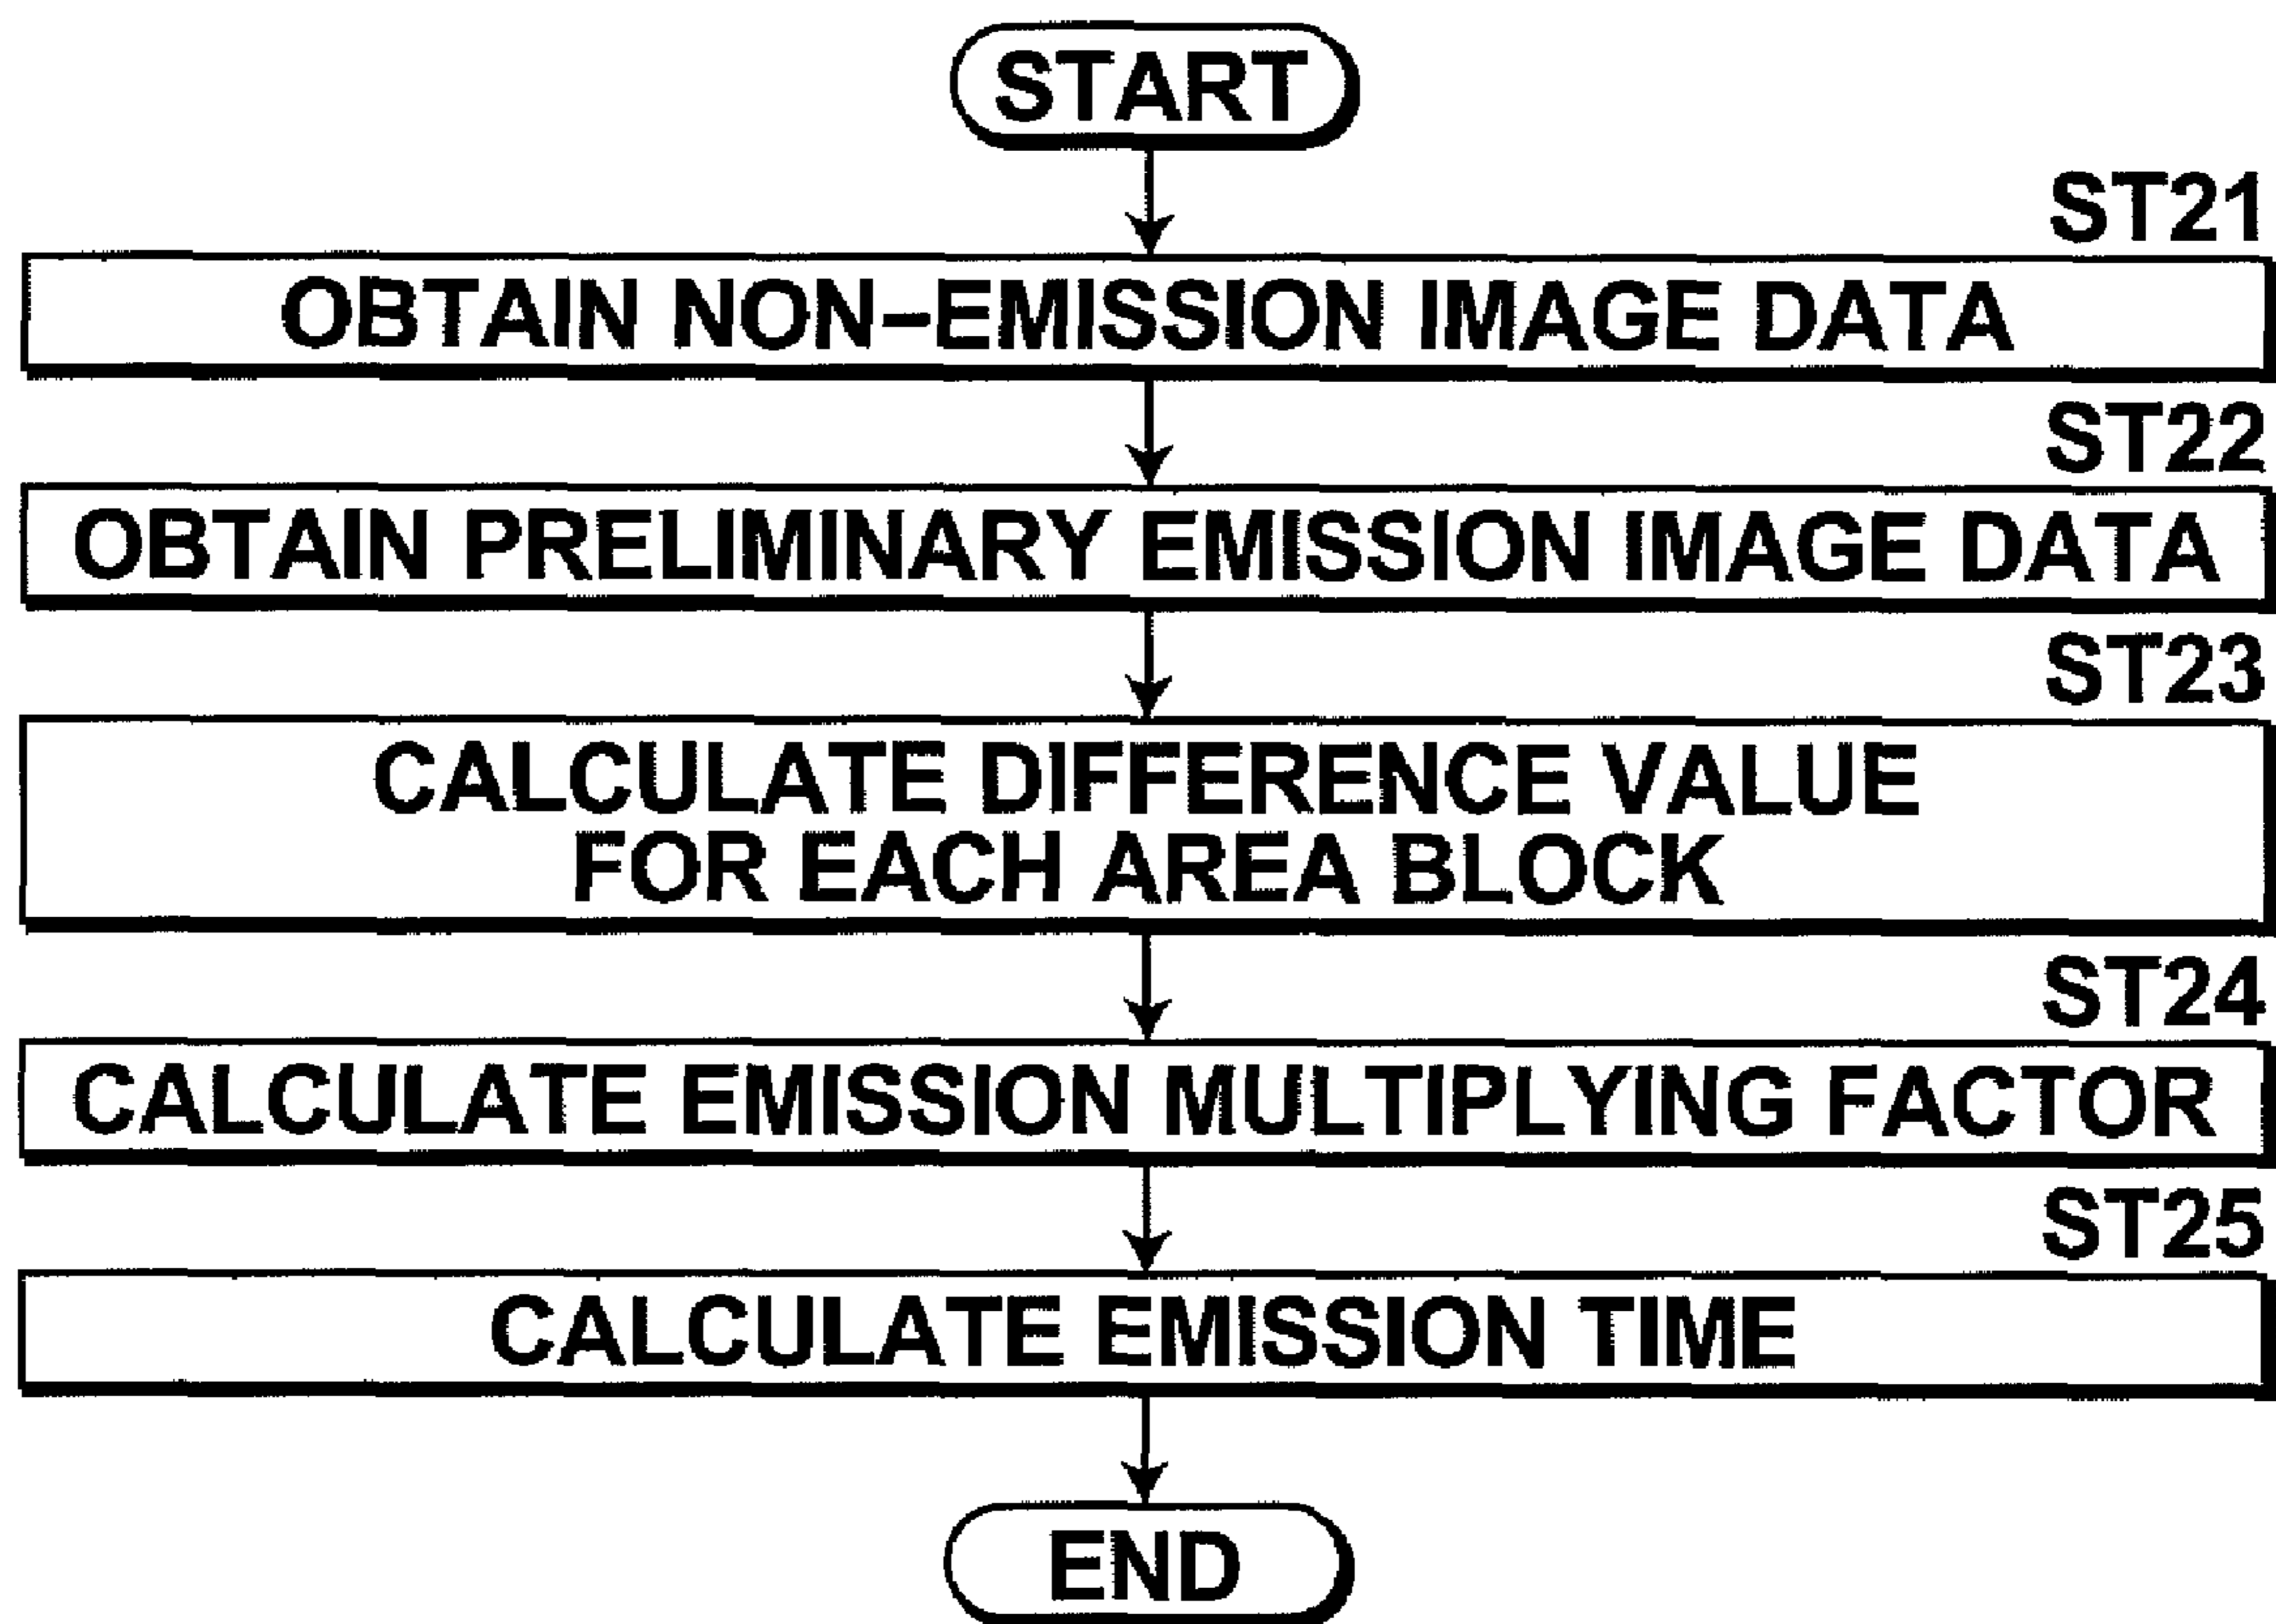 START
ST21
OBTAIN NON-EMISSION IMAGE DATA
ST22
OBTAIN PRELIMINARY EMISSION IMAGE DATA
ST23
CALCULATE DIFFERENCE VALUE
FOR EACH AREA BLOCK
ST24
CALCULATE EMISSION MULTIPLYING FACTOR
ST25
CALCULATE EMISSION TIME
END